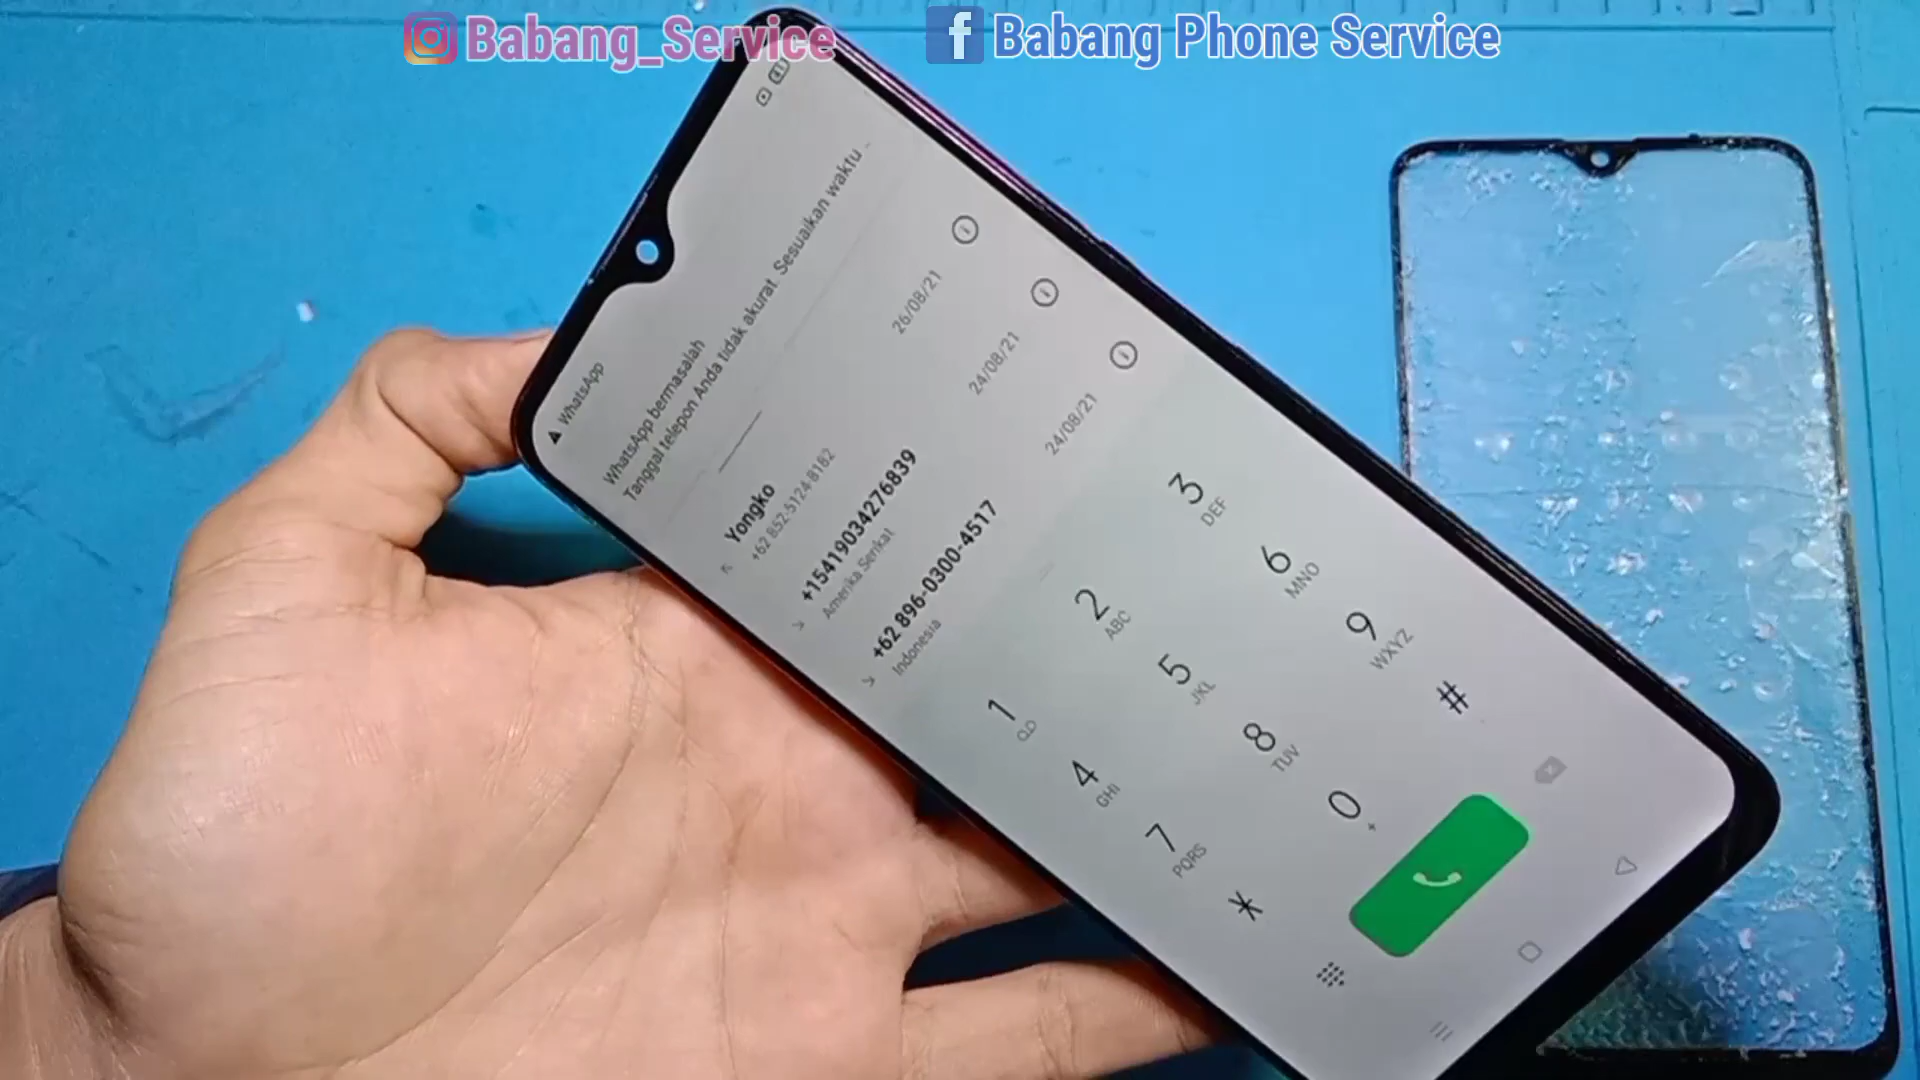 Babang_Service
Babang Phone Service
WhatsApp
WhatsApp bermasalah
Tanggal telepon Anda tidak akurat. Sesuaikan waktu ..
Yongko
+62 852-5124-8182
26/08/21
+15419034276839
Amerika Serikat
24/08/21
+62 896-0300-4517
Indonesia
24/08/21
1
2 ABC
3 DEF
4 GHI
5 JKL
6 MNO
7 PQRS
8 TUV
9 WXYZ
*
0 +
#